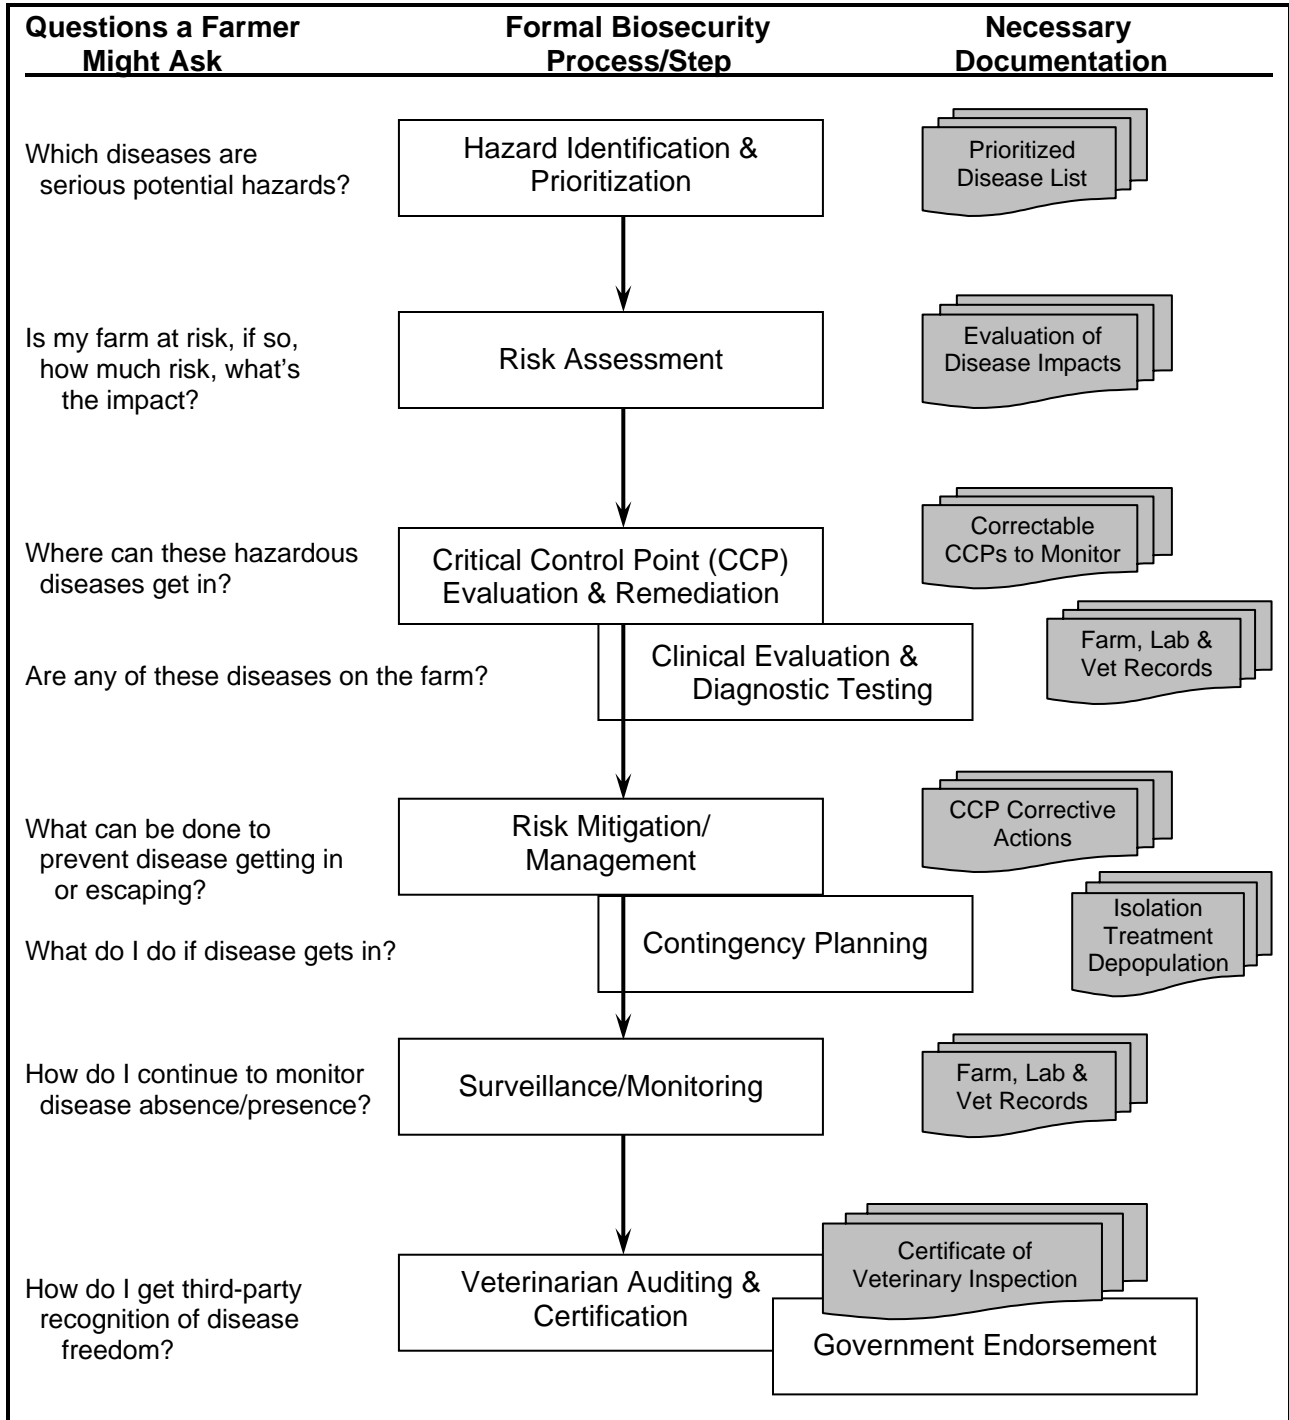 Questions a Farmer
Might Ask
Formal Biosecurity
Process/Step
Necessary
Documentation
Which diseases are
serious potential hazards?
Hazard Identification &
Prioritization
Prioritized
Disease List
Is my farm at risk, if so,
how much risk, what's
the impact?
Risk Assessment
Evaluation of
Disease Impacts
Where can these hazardous
diseases get in?
Critical Control Point (CCP)
Evaluation & Remediation
Correctable
CCPs to Monitor
Are any of these diseases on the farm?
Clinical Evaluation &
Diagnostic Testing
Farm, Lab &
Vet Records
What can be done to
prevent disease getting in
or escaping?
Risk Mitigation/
Management
CCP Corrective
Actions
What do I do if disease gets in?
Contingency Planning
Isolation
Treatment
Depopulation
How do I continue to monitor
disease absence/presence?
Surveillance/Monitoring
Farm, Lab &
Vet Records
How do I get third-party
recognition of disease
freedom?
Veterinarian Auditing &
Certification
Certificate of
Veterinary Inspection
Government Endorsement